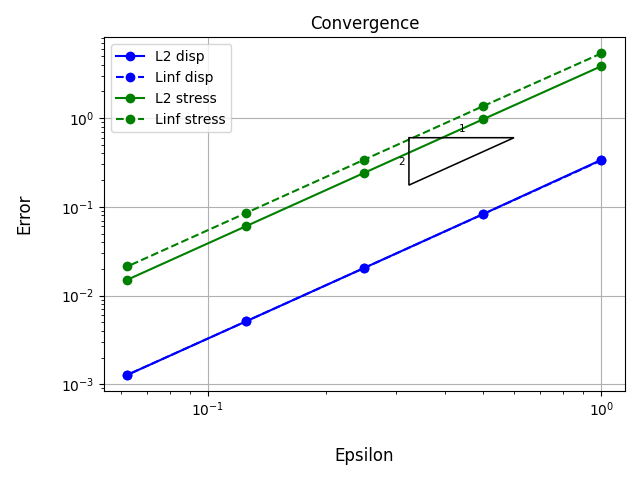 Convergence
L2 disp
Linf disp
L2 stress
Linf stress
1
2
10⁰
10⁻¹
10⁻²
10⁻³
Error
10⁻¹
10⁰
Epsilon